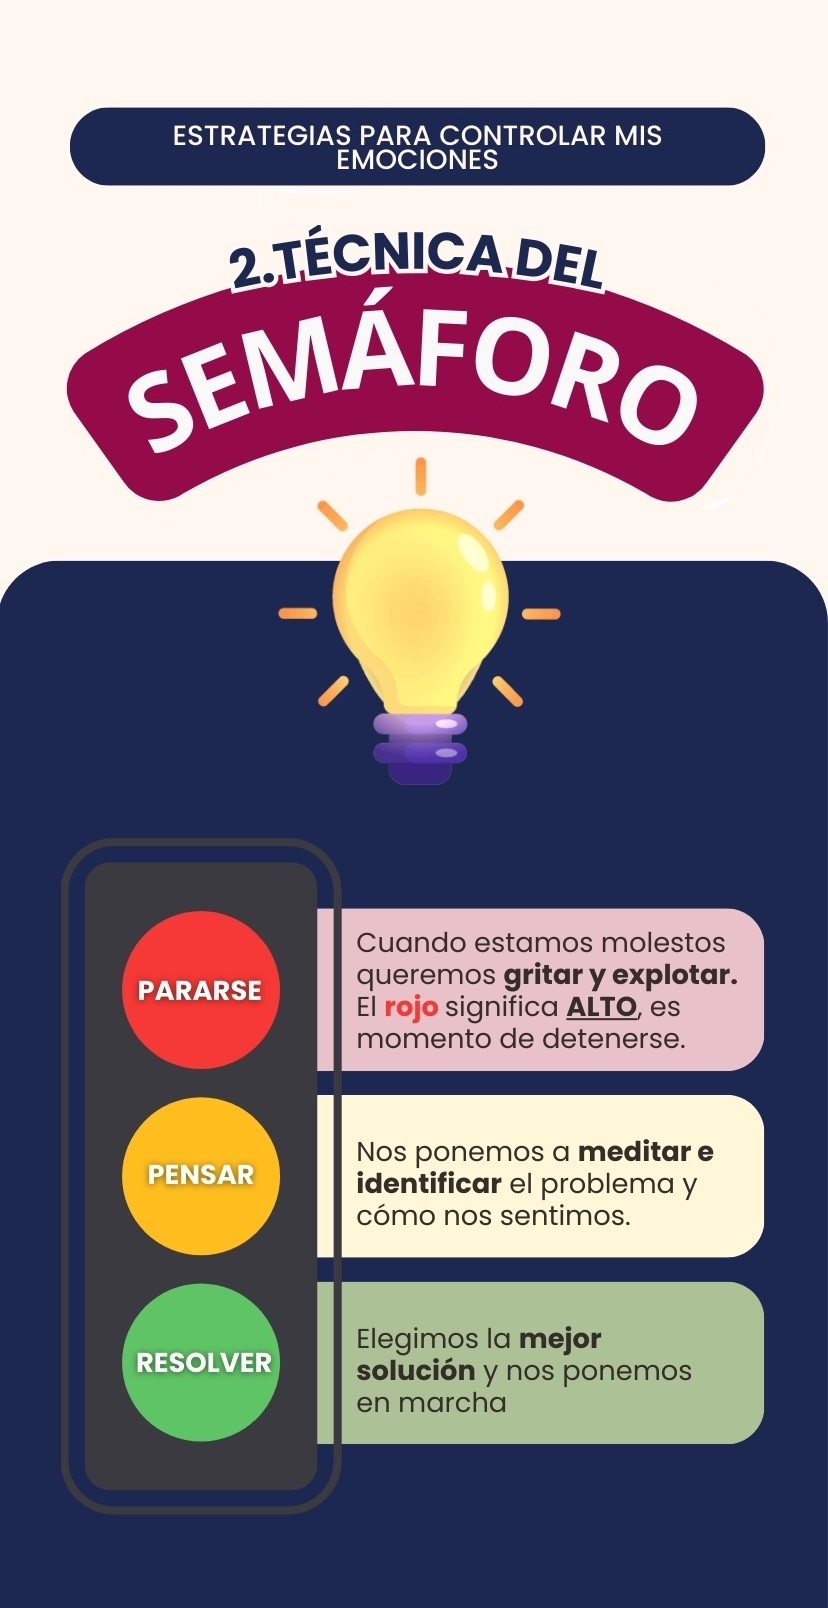 ESTRATEGIAS PARA CONTROLAR MIS
EMOCIONES
2.TÉCNICA DEL
SEMÁFORO
PARARSE
Cuando estamos molestos
queremos gritar y explotar.
El rojo significa ALTO, es
momento de detenerse.
PENSAR
Nos ponemos a meditar e
identificar el problema y
cómo nos sentimos.
RESOLVER
Elegimos la mejor
solución y nos ponemos
en marcha